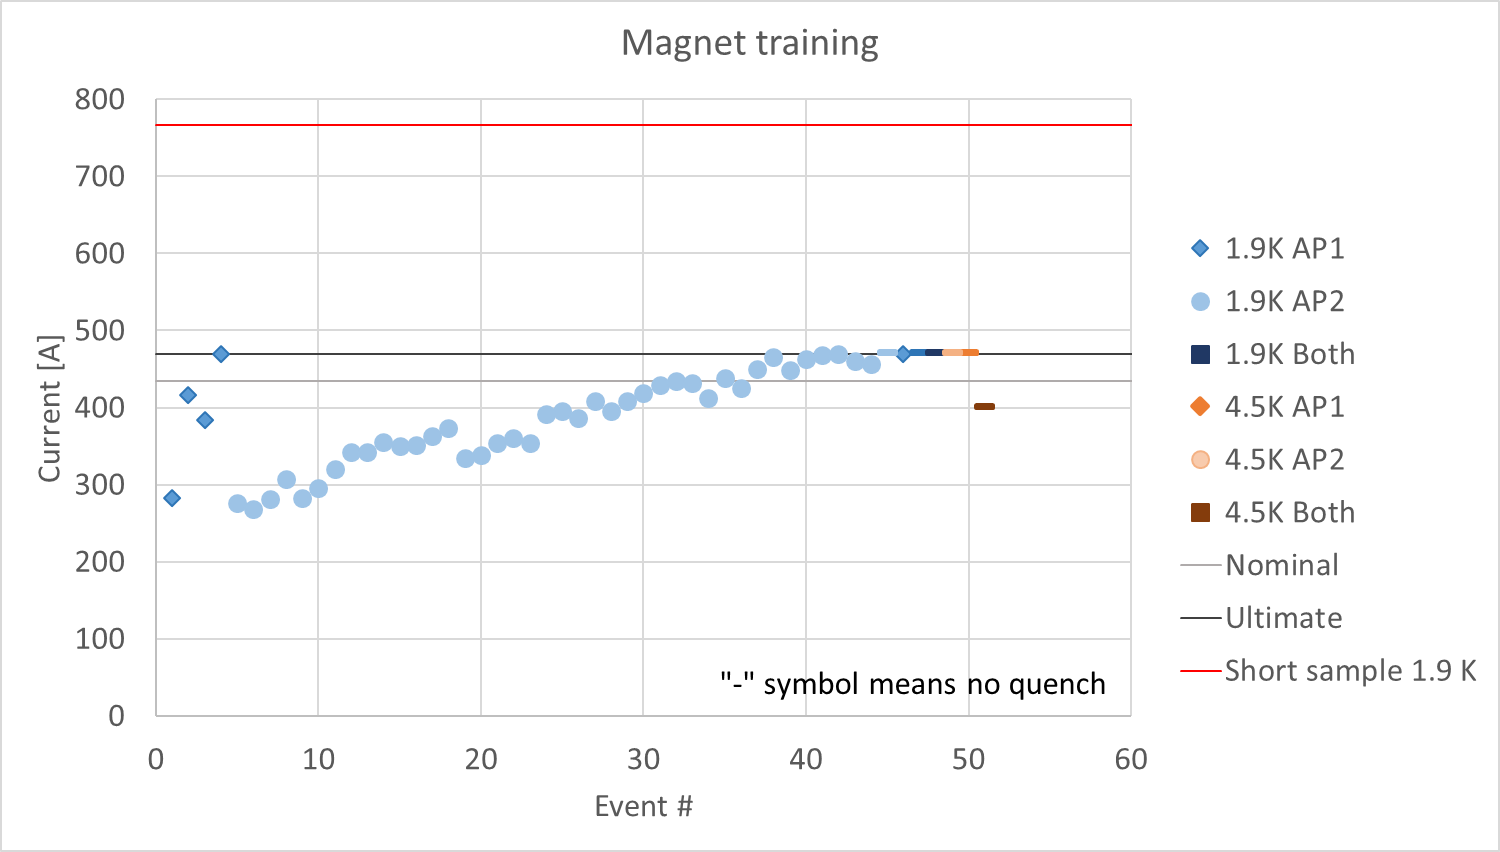 Magnet training
800
700
600
500
400
300
200
100
0
Current [A]
0 10 20 30 40 50 60
Event #
"-" symbol means no quench
1.9K AP1
1.9K AP2
1.9K Both
4.5K AP1
4.5K AP2
4.5K Both
Nominal
Ultimate
Short sample 1.9 K